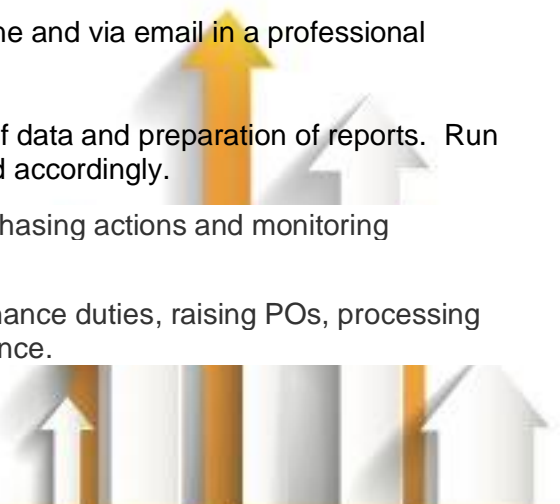 ne and via email in a professional
f data and preparation of reports.  Run
d accordingly.
hasing actions and monitoring
nance duties, raising POs, processing
nce.